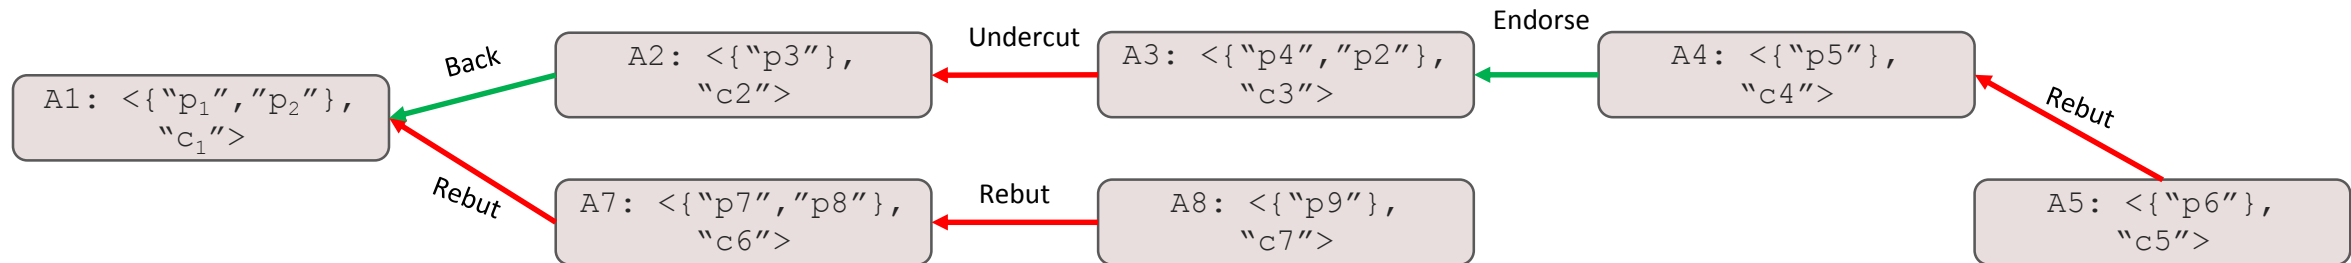 Endorse
Undercut
Back
A2: <{“p3”},
“c2”>
A3: <{“p4”,”p2”},
“c3”>
A4: <{“p5”},
“c4”>
A1: <{“p₁”,”p₂”},
“c₁”>
Rebut
Rebut
A7: <{“p7”,”p8”},
“c6”>
Rebut
A8: <{“p9”},
“c7”>
A5: <{“p6”},
“c5”>